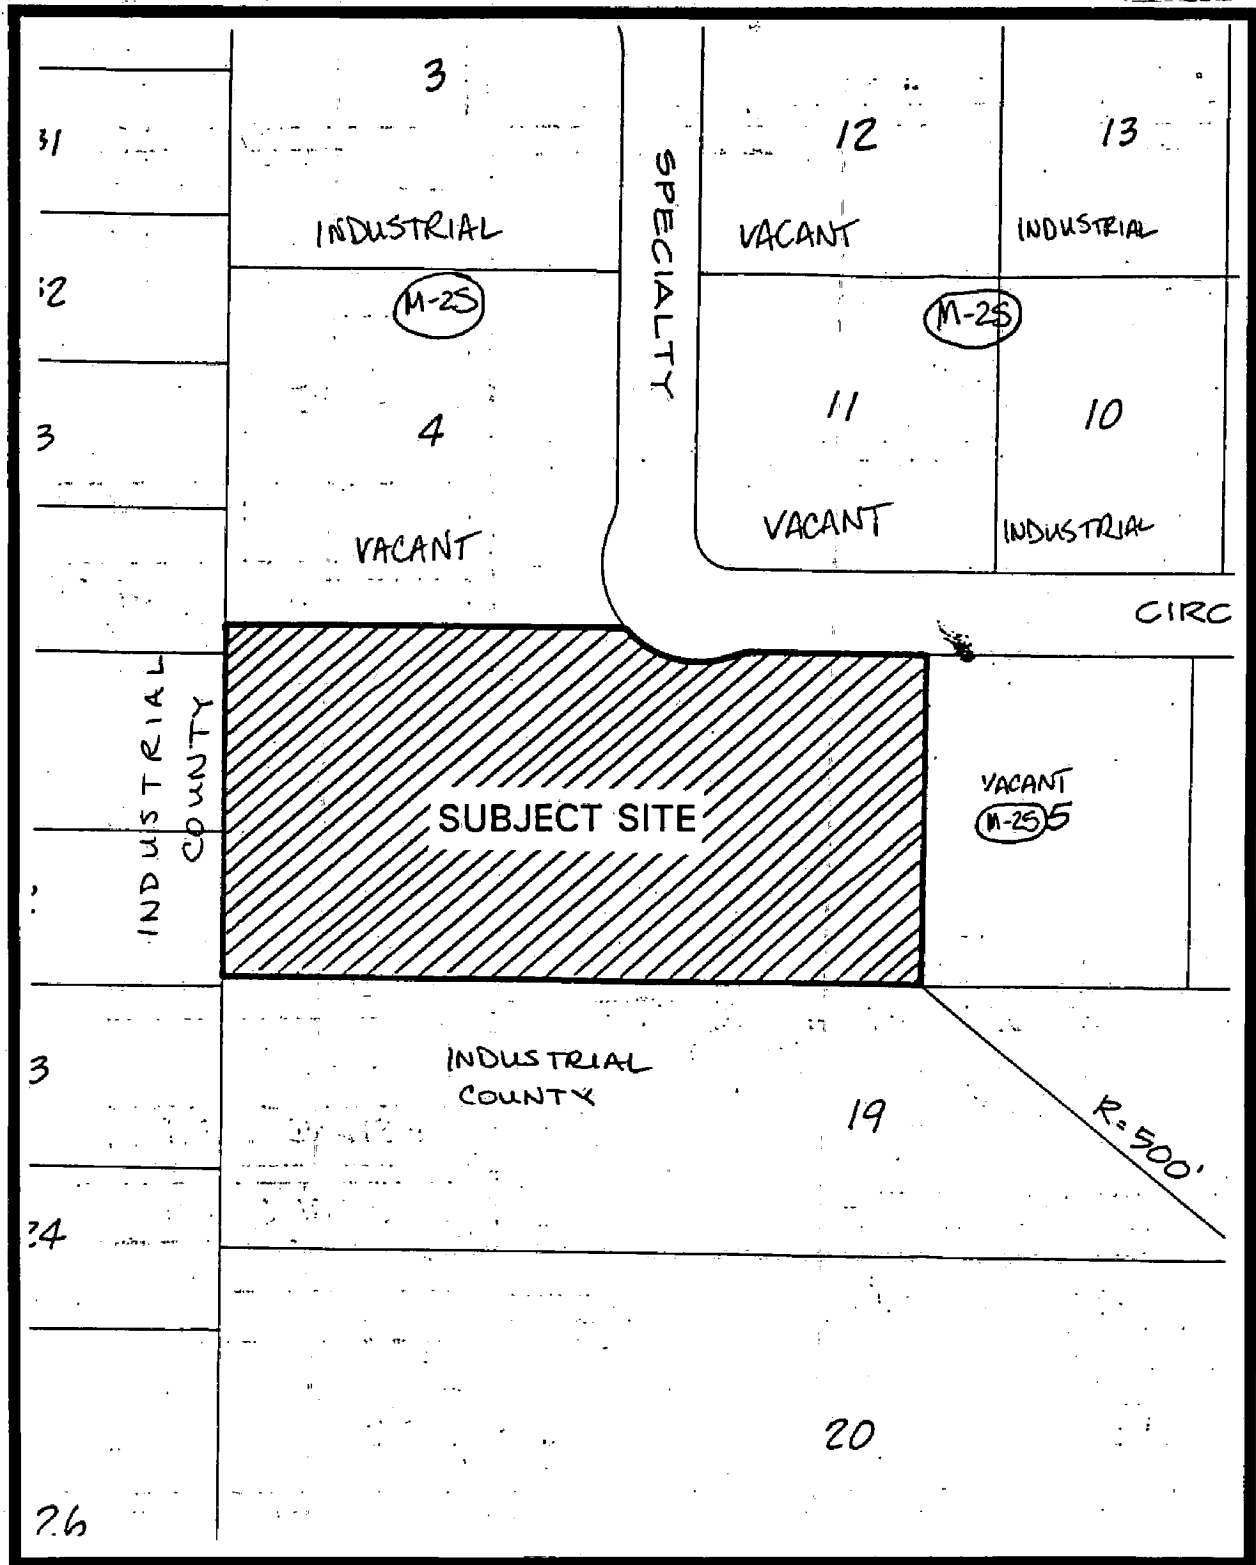 3
12
13
31
INDUSTRIAL
VACANT
INDUSTRIAL
SPECIALTY
M-2S
M-2S
4
11
10
3
VACANT
VACANT
INDUSTRIAL
CIRC
INDUSTRIAL
COUNTY
SUBJECT SITE
VACANT
M-2S 5
INDUSTRIAL
COUNTY
3
19
R=500'
20